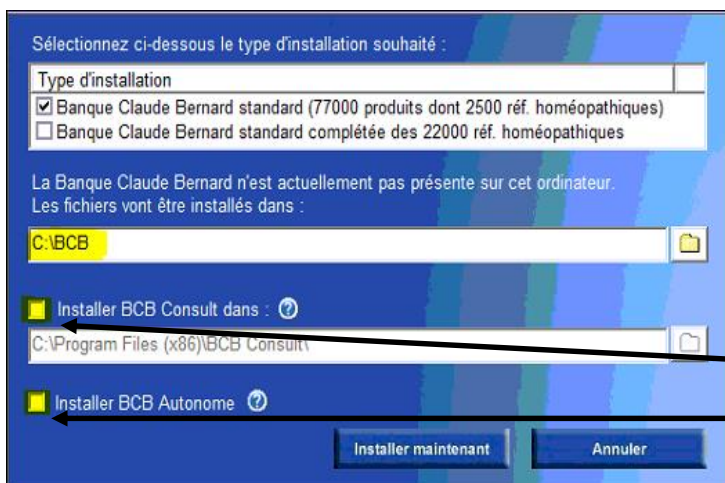 Sélectionnez ci-dessous le type d'installation souhaité :
Type d'installation
Banque Claude Bernard standard (77000 produits dont 2500 réf. homéopathiques)
Banque Claude Bernard standard complétée des 22000 réf. homéopathiques
La Banque Claude Bernard n'est actuellement pas présente sur cet ordinateur.
Les fichiers vont être installés dans :
C:\BCB
Installer BCB Consult dans : ?
C:\Program Files (x86)\BCB Consult\
Installer BCB Autonome ?
Installer maintenant
Annuler